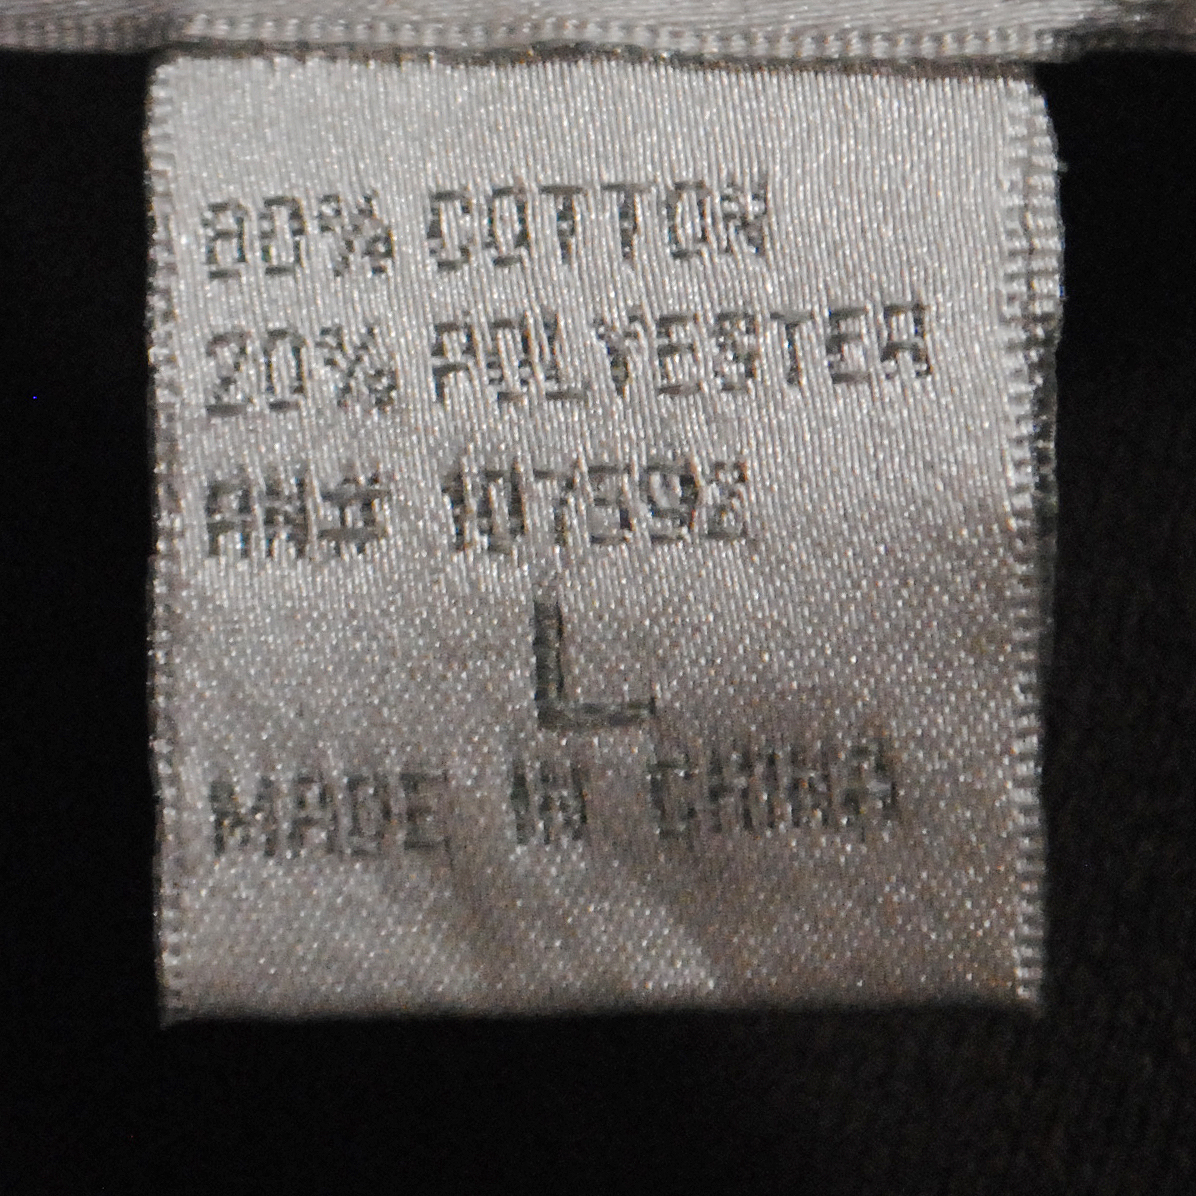 80% COTTON
20% POLYESTER
RN# 107592
L
MADE IN CHINA